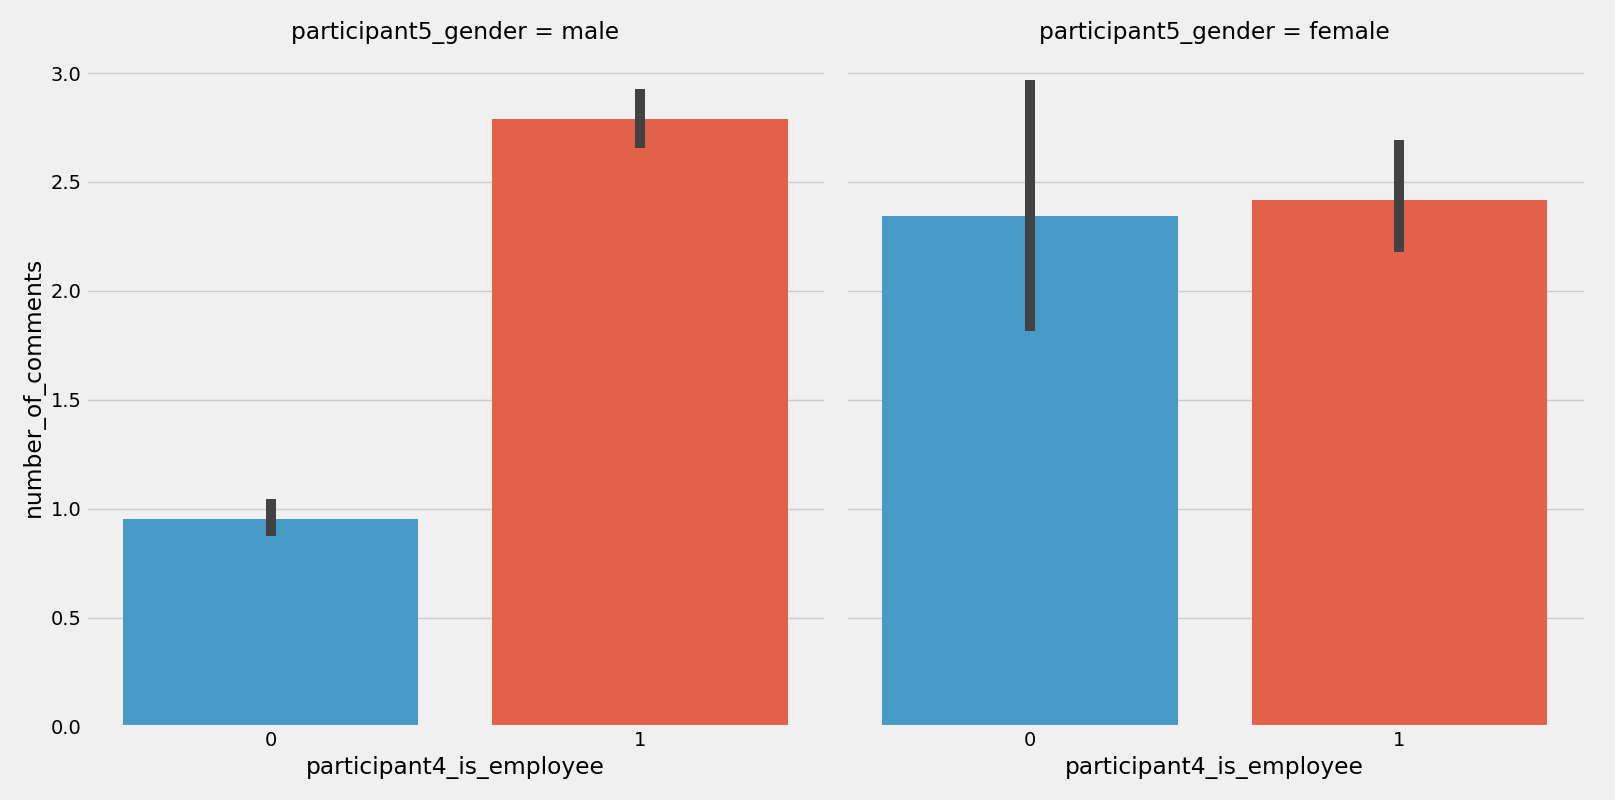 participant5_gender = male
participant5_gender = female
number_of_comments
3.0
2.5
2.0
1.5
1.0
0.5
0.0
0
1
0
1
participant4_is_employee
participant4_is_employee